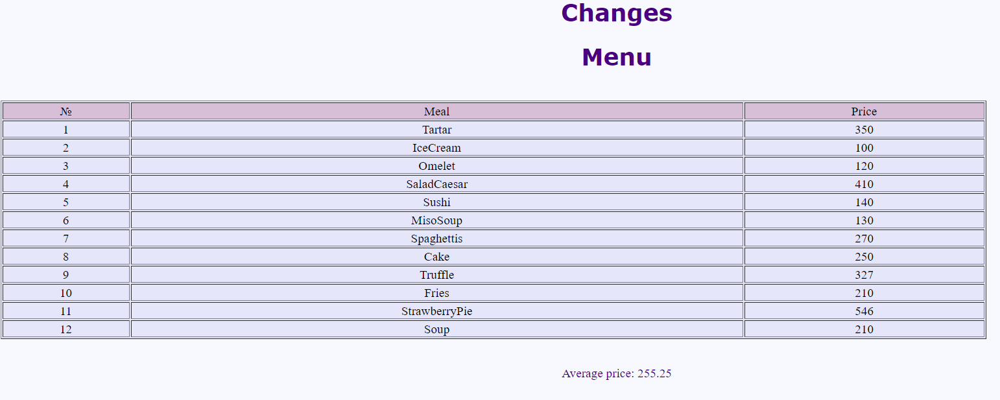 Changes
Menu
№ Meal Price
1 Tartar 350
2 IceCream 100
3 Omelet 120
4 SaladCaesar 410
5 Sushi 140
6 MisoSoup 130
7 Spaghettis 270
8 Cake 250
9 Truffle 327
10 Fries 210
11 StrawberryPie 546
12 Soup 210
Average price: 255.25